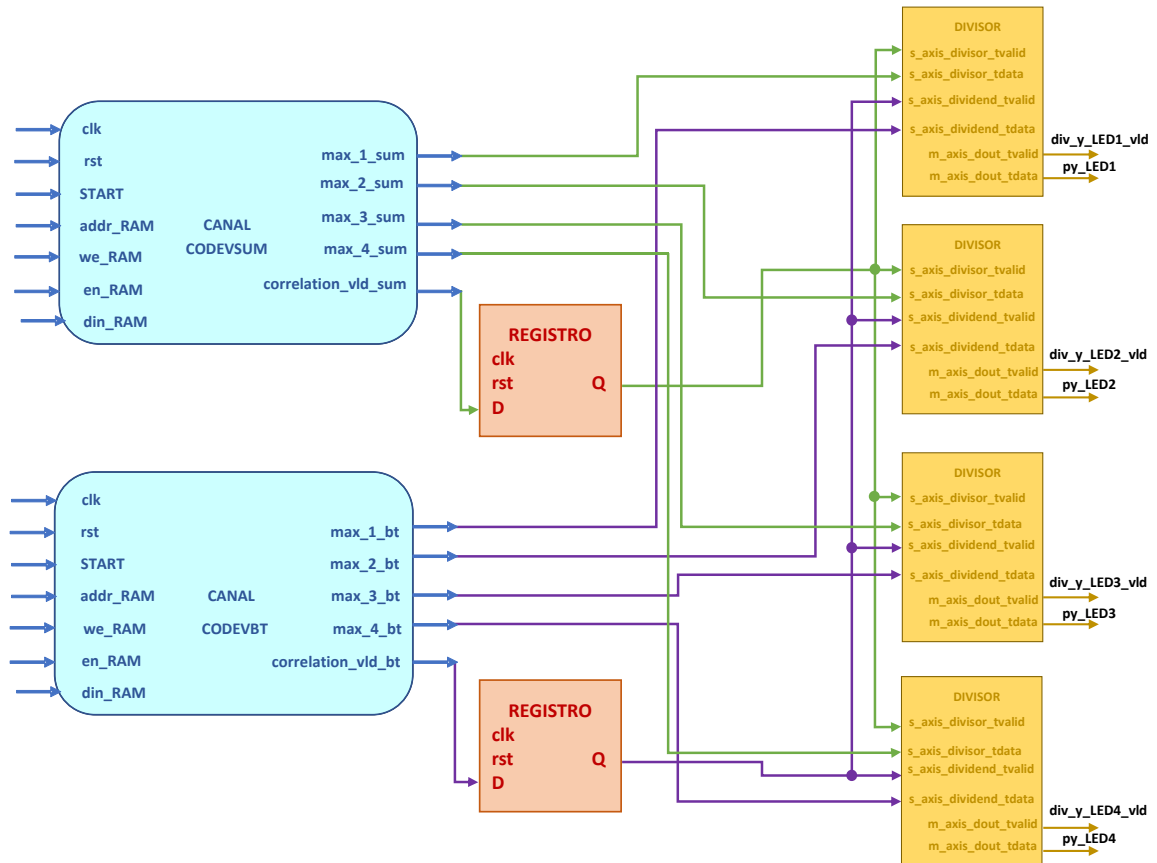 clk
rst
START
addr_RAM
we_RAM
en_RAM
din_RAM
CANAL
CODEVSUM
max_1_sum
max_2_sum
max_3_sum
max_4_sum
correlation_vld_sum
REGISTRO
clk
rst
D
Q
clk
rst
START
addr_RAM
we_RAM
en_RAM
din_RAM
CANAL
CODEVBT
max_1_bt
max_2_bt
max_3_bt
max_4_bt
correlation_vld_bt
REGISTRO
clk
rst
D
Q
DIVISOR
s_axis_divisor_tvalid
s_axis_divisor_tdata
s_axis_dividend_tvalid
s_axis_dividend_tdata
m_axis_dout_tvalid
m_axis_dout_tdata
div_y_LED1_vld
py_LED1
DIVISOR
s_axis_divisor_tvalid
s_axis_divisor_tdata
s_axis_dividend_tvalid
s_axis_dividend_tdata
m_axis_dout_tvalid
m_axis_dout_tdata
div_y_LED2_vld
py_LED2
DIVISOR
s_axis_divisor_tvalid
s_axis_divisor_tdata
s_axis_dividend_tvalid
s_axis_dividend_tdata
m_axis_dout_tvalid
m_axis_dout_tdata
div_y_LED3_vld
py_LED3
DIVISOR
s_axis_divisor_tvalid
s_axis_divisor_tdata
s_axis_dividend_tvalid
s_axis_dividend_tdata
m_axis_dout_tvalid
m_axis_dout_tdata
div_y_LED4_vld
py_LED4